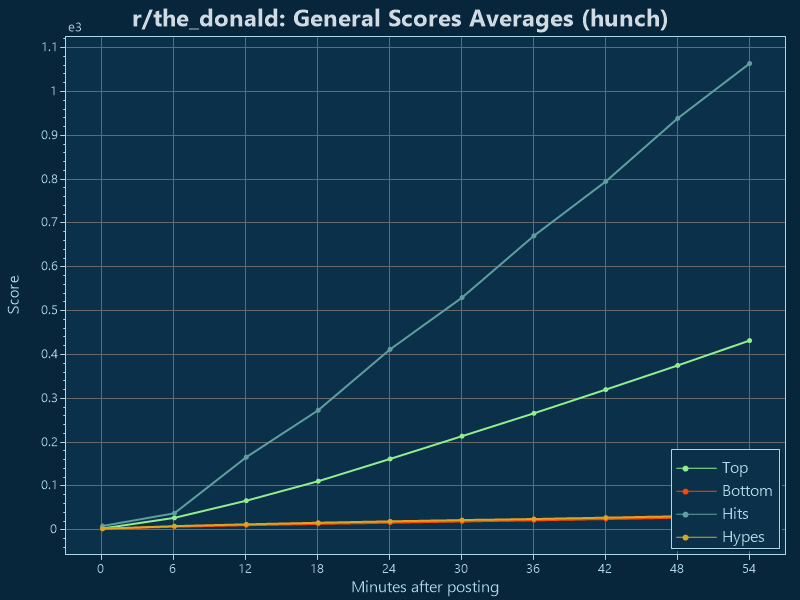 r/the_donald: General Scores Averages (hunch)
e3
1.1
1
0.9
0.8
0.7
0.6
0.5
0.4
0.3
0.2
0.1
0
Score
0 6 12 18 24 30 36 42 48 54
Minutes after posting
Top
Bottom
Hits
Hypes